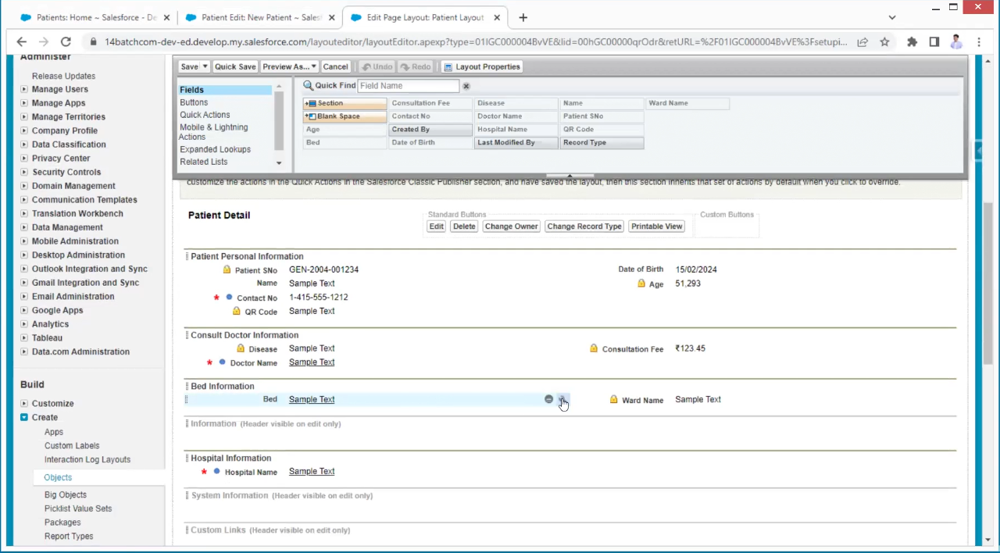 Patients: Home ~ Salesforce - De
Patient Edit: New Patient ~ Sales
Edit Page Layout: Patient Layout
14batchcom-dev-ed.develop.my.salesforce.com/layouteditor/layoutEditor.apexp?type=01IGC000004BvVE&lid=00hGC00000qrOdr&retURL=%2F01IGC000004BvVE%3Fsetupi...
Administer
Release Updates
Manage Users
Manage Apps
Manage Territories
Company Profile
Data Classification
Privacy Center
Security Controls
Domain Management
Communication Templates
Translation Workbench
Data Management
Mobile Administration
Desktop Administration
Outlook Integration and Sync
Gmail Integration and Sync
Email Administration
Google Apps
Analytics
Tableau
Data.com Administration
Build
Customize
Create
Apps
Custom Labels
Interaction Log Layouts
Objects
Big Objects
Picklist Value Sets
Packages
Report Types
Save Quick Save Preview As... Cancel Undo Redo Layout Properties
Fields
Buttons
Quick Actions
Mobile & Lightning
Actions
Expanded Lookups
Related Lists
Quick Find Field Name
Section Consultation Fee Disease Name Ward Name
Blank Space Contact No Doctor Name Patient SNo
Age Created By Hospital Name QR Code
Bed Date of Birth Last Modified By Record Type
customize the actions in the Quick Actions in the Salesforce Classic Publisher section, and have saved the layout, then this section inherits that set of actions by default when you click to override.
Patient Detail
Standard Buttons
Edit Delete Change Owner Change Record Type Printable View
Custom Buttons
Patient Personal Information
Patient SNo GEN-2004-001234 Date of Birth 15/02/2024
Name Sample Text Age 51,293
* Contact No 1-415-555-1212
QR Code Sample Text
Consult Doctor Information
Disease Sample Text Consultation Fee ₹123.45
* Doctor Name Sample Text
Bed Information
Bed Sample Text Ward Name Sample Text
Information (Header visible on edit only)
Hospital Information
* Hospital Name Sample Text
System Information (Header visible on edit only)
Custom Links (Header visible on edit only)